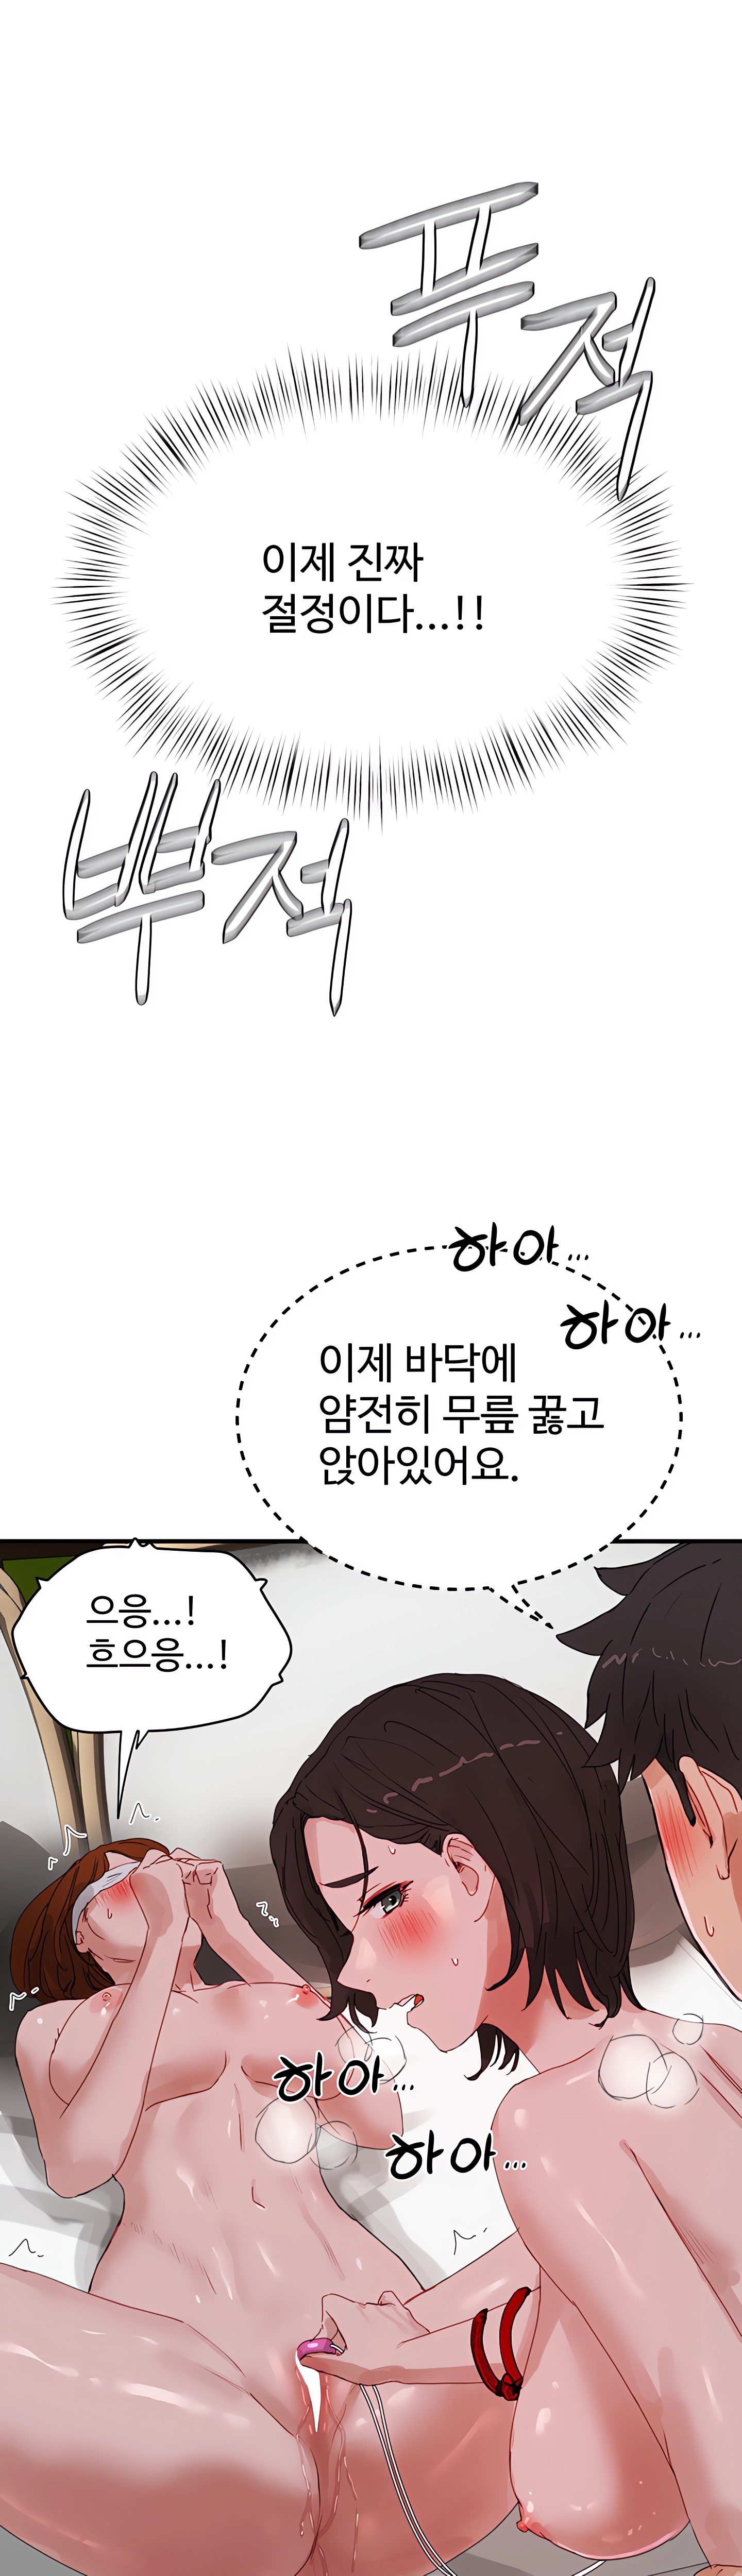 푸적
이제 진짜
절정이다...!!
뿌적
하아...
하아...
이제 바닥에
얌전히 무릎 꿇고
앉아있어요.
으응...!
흐으응...!
하아...
하아...